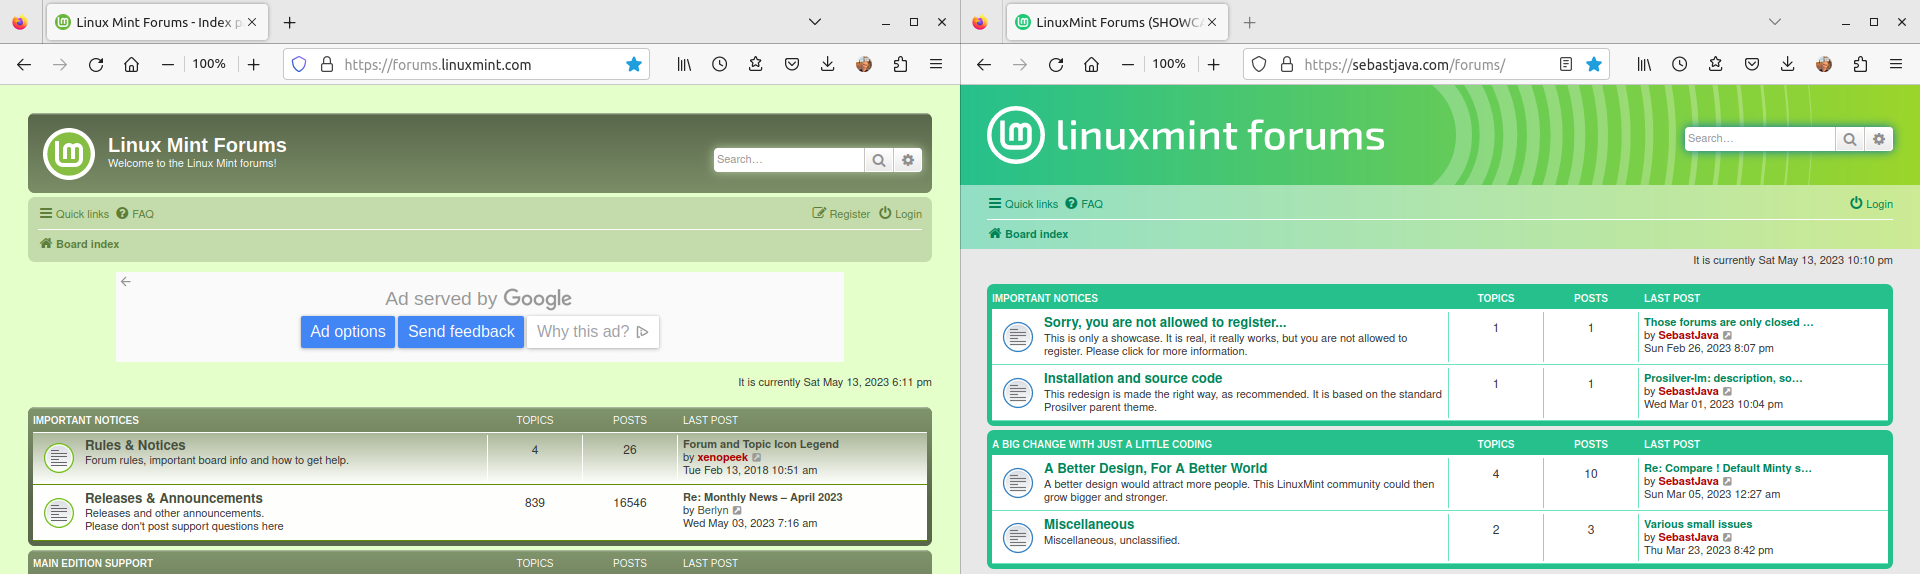 Linux Mint Forums - Index p
100%
https://forums.linuxmint.com
Linux Mint Forums
Welcome to the Linux Mint forums!
Search…
Quick links
FAQ
Register
Login
Board index
Ad served by Google
Ad options
Send feedback
Why this ad?
It is currently Sat May 13, 2023 6:11 pm
IMPORTANT NOTICES TOPICS POSTS LAST POST
Rules & Notices
Forum rules, important board info and how to get help.
4
26
Forum and Topic Icon Legend
by xenopeek
Tue Feb 13, 2018 10:51 am
Releases & Announcements
Releases and other announcements.
Please don't post support questions here
839
16546
Re: Monthly News – April 2023
by Berlyn
Wed May 03, 2023 7:16 am
MAIN EDITION SUPPORT TOPICS POSTS LAST POST
LinuxMint Forums (SHOWCA
100%
https://sebastjava.com/forums/
linuxmint forums
Search…
Quick links
FAQ
Login
Board index
It is currently Sat May 13, 2023 10:10 pm
IMPORTANT NOTICES TOPICS POSTS LAST POST
Sorry, you are not allowed to register...
This is only a showcase. It is real, it really works, but you are not allowed to
register. Please click for more information.
1
1
Those forums are only closed …
by SebastJava
Sun Feb 26, 2023 8:07 pm
Installation and source code
This redesign is made the right way, as recommended. It is based on the standard
Prosilver parent theme.
1
1
Prosilver-lm: description, so…
by SebastJava
Wed Mar 01, 2023 10:04 pm
A BIG CHANGE WITH JUST A LITTLE CODING TOPICS POSTS LAST POST
A Better Design, For A Better World
A better design would attract more people. This LinuxMint community could then
grow bigger and stronger.
4
10
Re: Compare ! Default Minty s…
by SebastJava
Sun Mar 05, 2023 12:27 am
Miscellaneous
Miscellaneous, unclassified.
2
3
Various small issues
by SebastJava
Thu Mar 23, 2023 8:42 pm